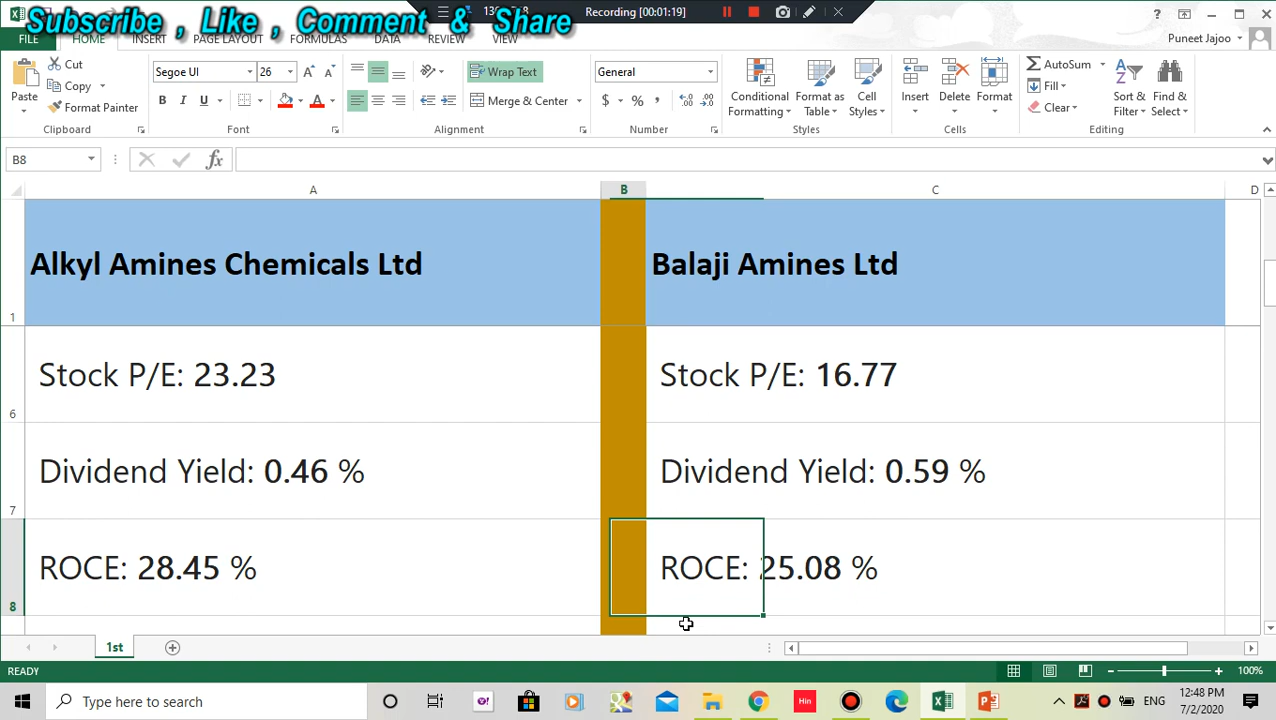 Subscribe , Like , Comment & Share
Recording [00:01:19]
Puneet Jajoo
FILE HOME INSERT PAGE LAYOUT FORMULAS DATA REVIEW VIEW
Cut
Copy
Format Painter
Paste
Clipboard
Segoe UI 26
B I U
Font
Wrap Text
Merge & Center
Alignment
General
$ % ,
Number
Conditional Formatting
Format as Table
Cell Styles
Styles
Insert
Delete
Format
Cells
AutoSum
Fill
Clear
Sort & Filter
Find & Select
Editing
B8
fx
A B C D
1 Alkyl Amines Chemicals Ltd Balaji Amines Ltd
6 Stock P/E: 23.23 Stock P/E: 16.77
7 Dividend Yield: 0.46 % Dividend Yield: 0.59 %
8 ROCE: 28.45 % ROCE: 25.08 %
1st
READY
100%
Type here to search
Hin
ENG
12:48 PM
7/2/2020